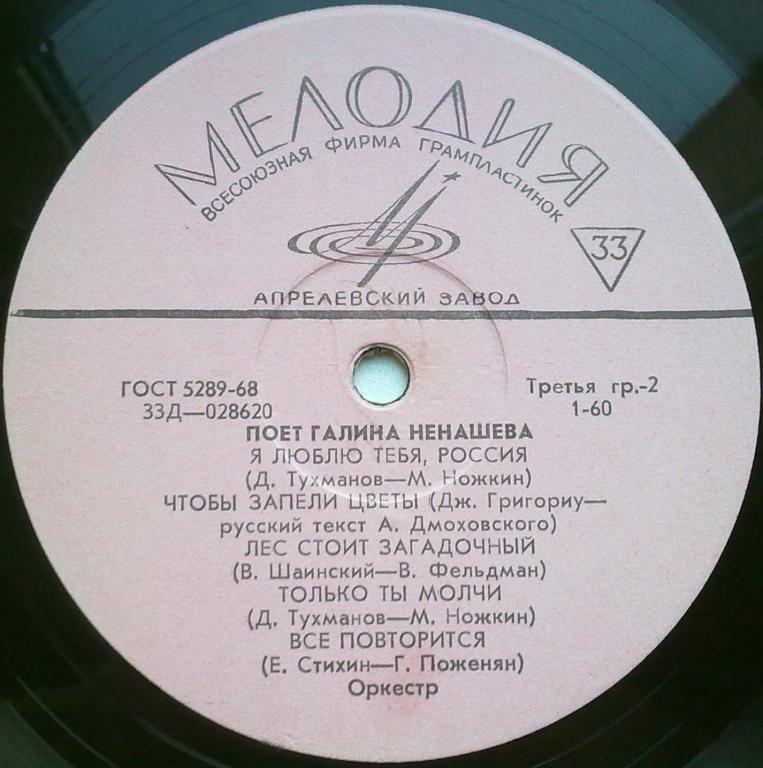 МЕЛОДИЯ
ВСЕСОЮЗНАЯ ФИРМА ГРАМПЛАСТИНОК
33
АПРЕЛЕВСКИЙ ЗАВОД
ГОСТ 5289-68
Третья гр.-2
33Д—028620
1-60
ПОЕТ ГАЛИНА НЕНАШЕВА
Я ЛЮБЛЮ ТЕБЯ, РОССИЯ
(Д. Тухманов—М. Ножкин)
ЧТОБЫ ЗАПЕЛИ ЦВЕТЫ (Дж. Григориу—
русский текст А. Дмоховского)
ЛЕС СТОИТ ЗАГАДОЧНЫЙ
(В. Шаинский—В. Фельдман)
ТОЛЬКО ТЫ МОЛЧИ
(Д. Тухманов—М. Ножкин)
ВСЕ ПОВТОРИТСЯ
(Е. Стихин—Г. Поженян)
Оркестр